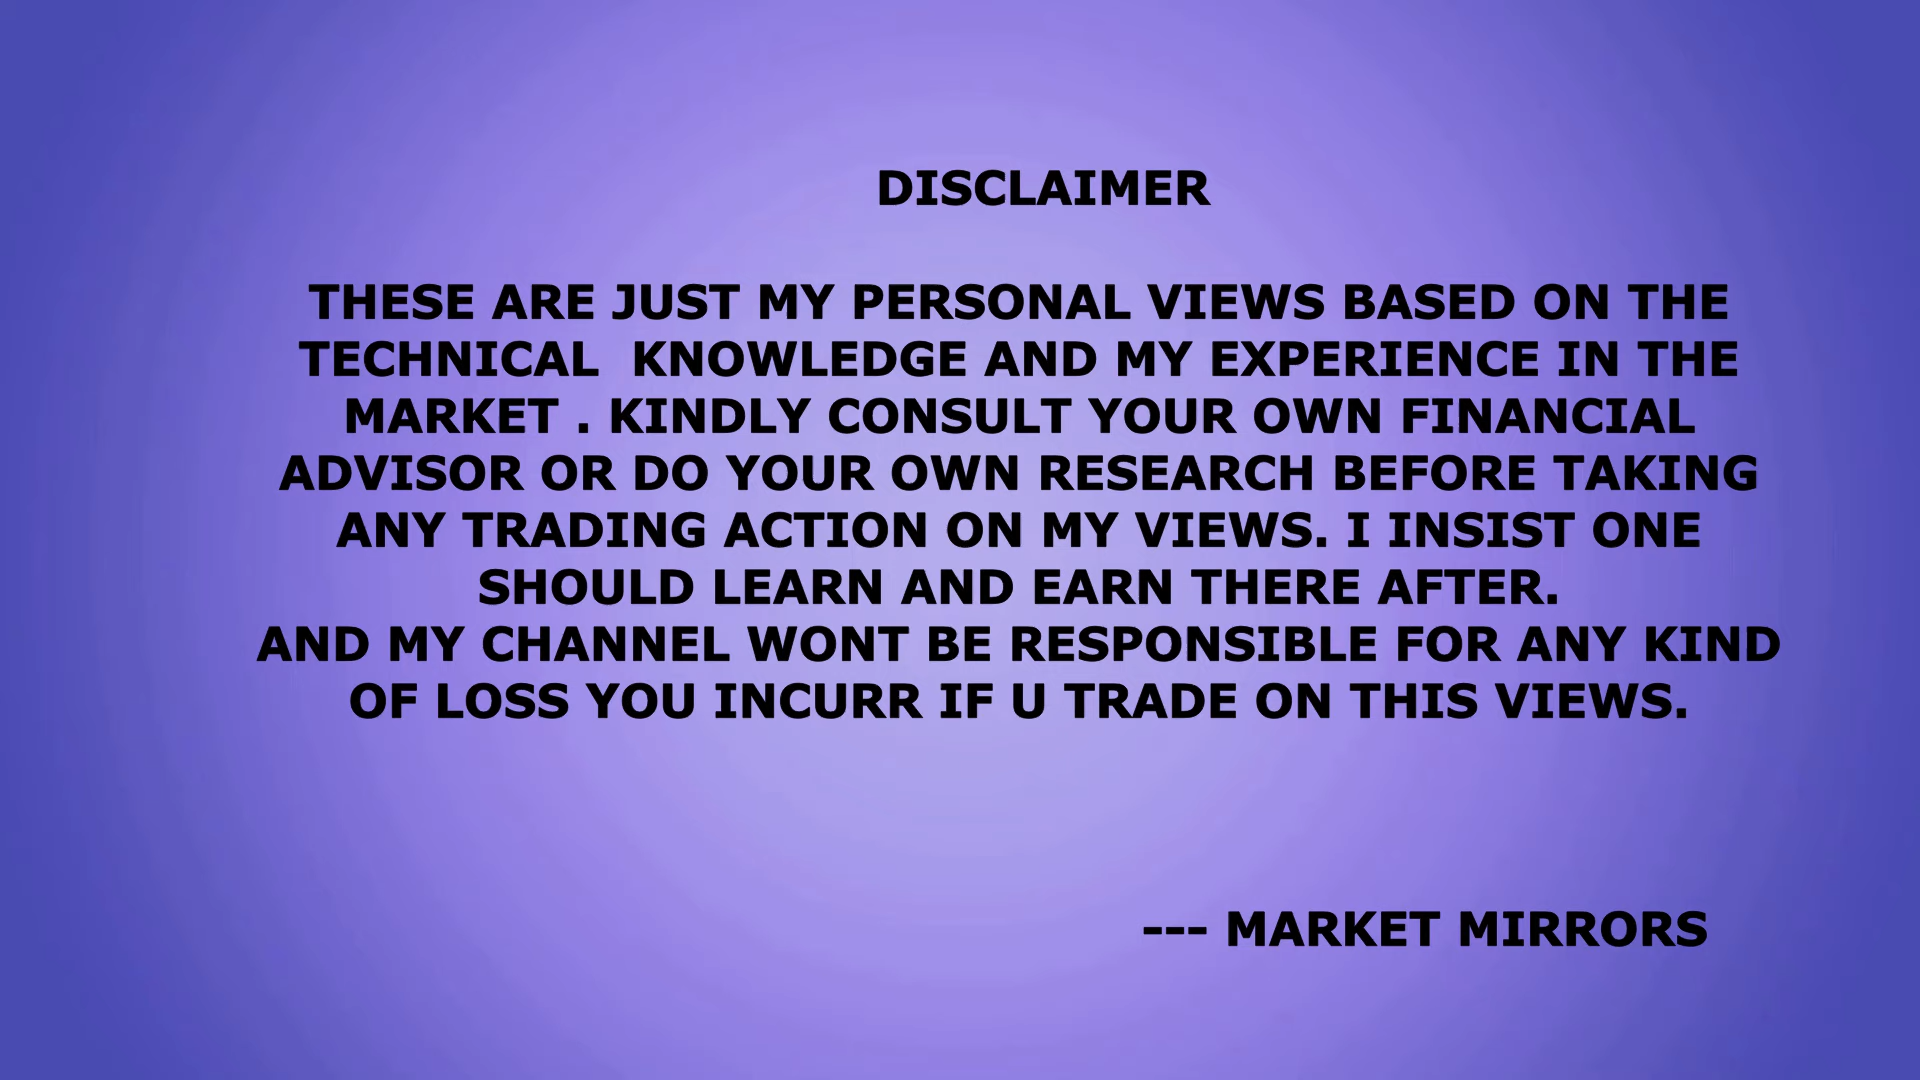 DISCLAIMER
THESE ARE JUST MY PERSONAL VIEWS BASED ON THE
TECHNICAL  KNOWLEDGE AND MY EXPERIENCE IN THE
MARKET . KINDLY CONSULT YOUR OWN FINANCIAL
ADVISOR OR DO YOUR OWN RESEARCH BEFORE TAKING
ANY TRADING ACTION ON MY VIEWS. I INSIST ONE
SHOULD LEARN AND EARN THERE AFTER.
AND MY CHANNEL WONT BE RESPONSIBLE FOR ANY KIND
OF LOSS YOU INCURR IF U TRADE ON THIS VIEWS.
--- MARKET MIRRORS